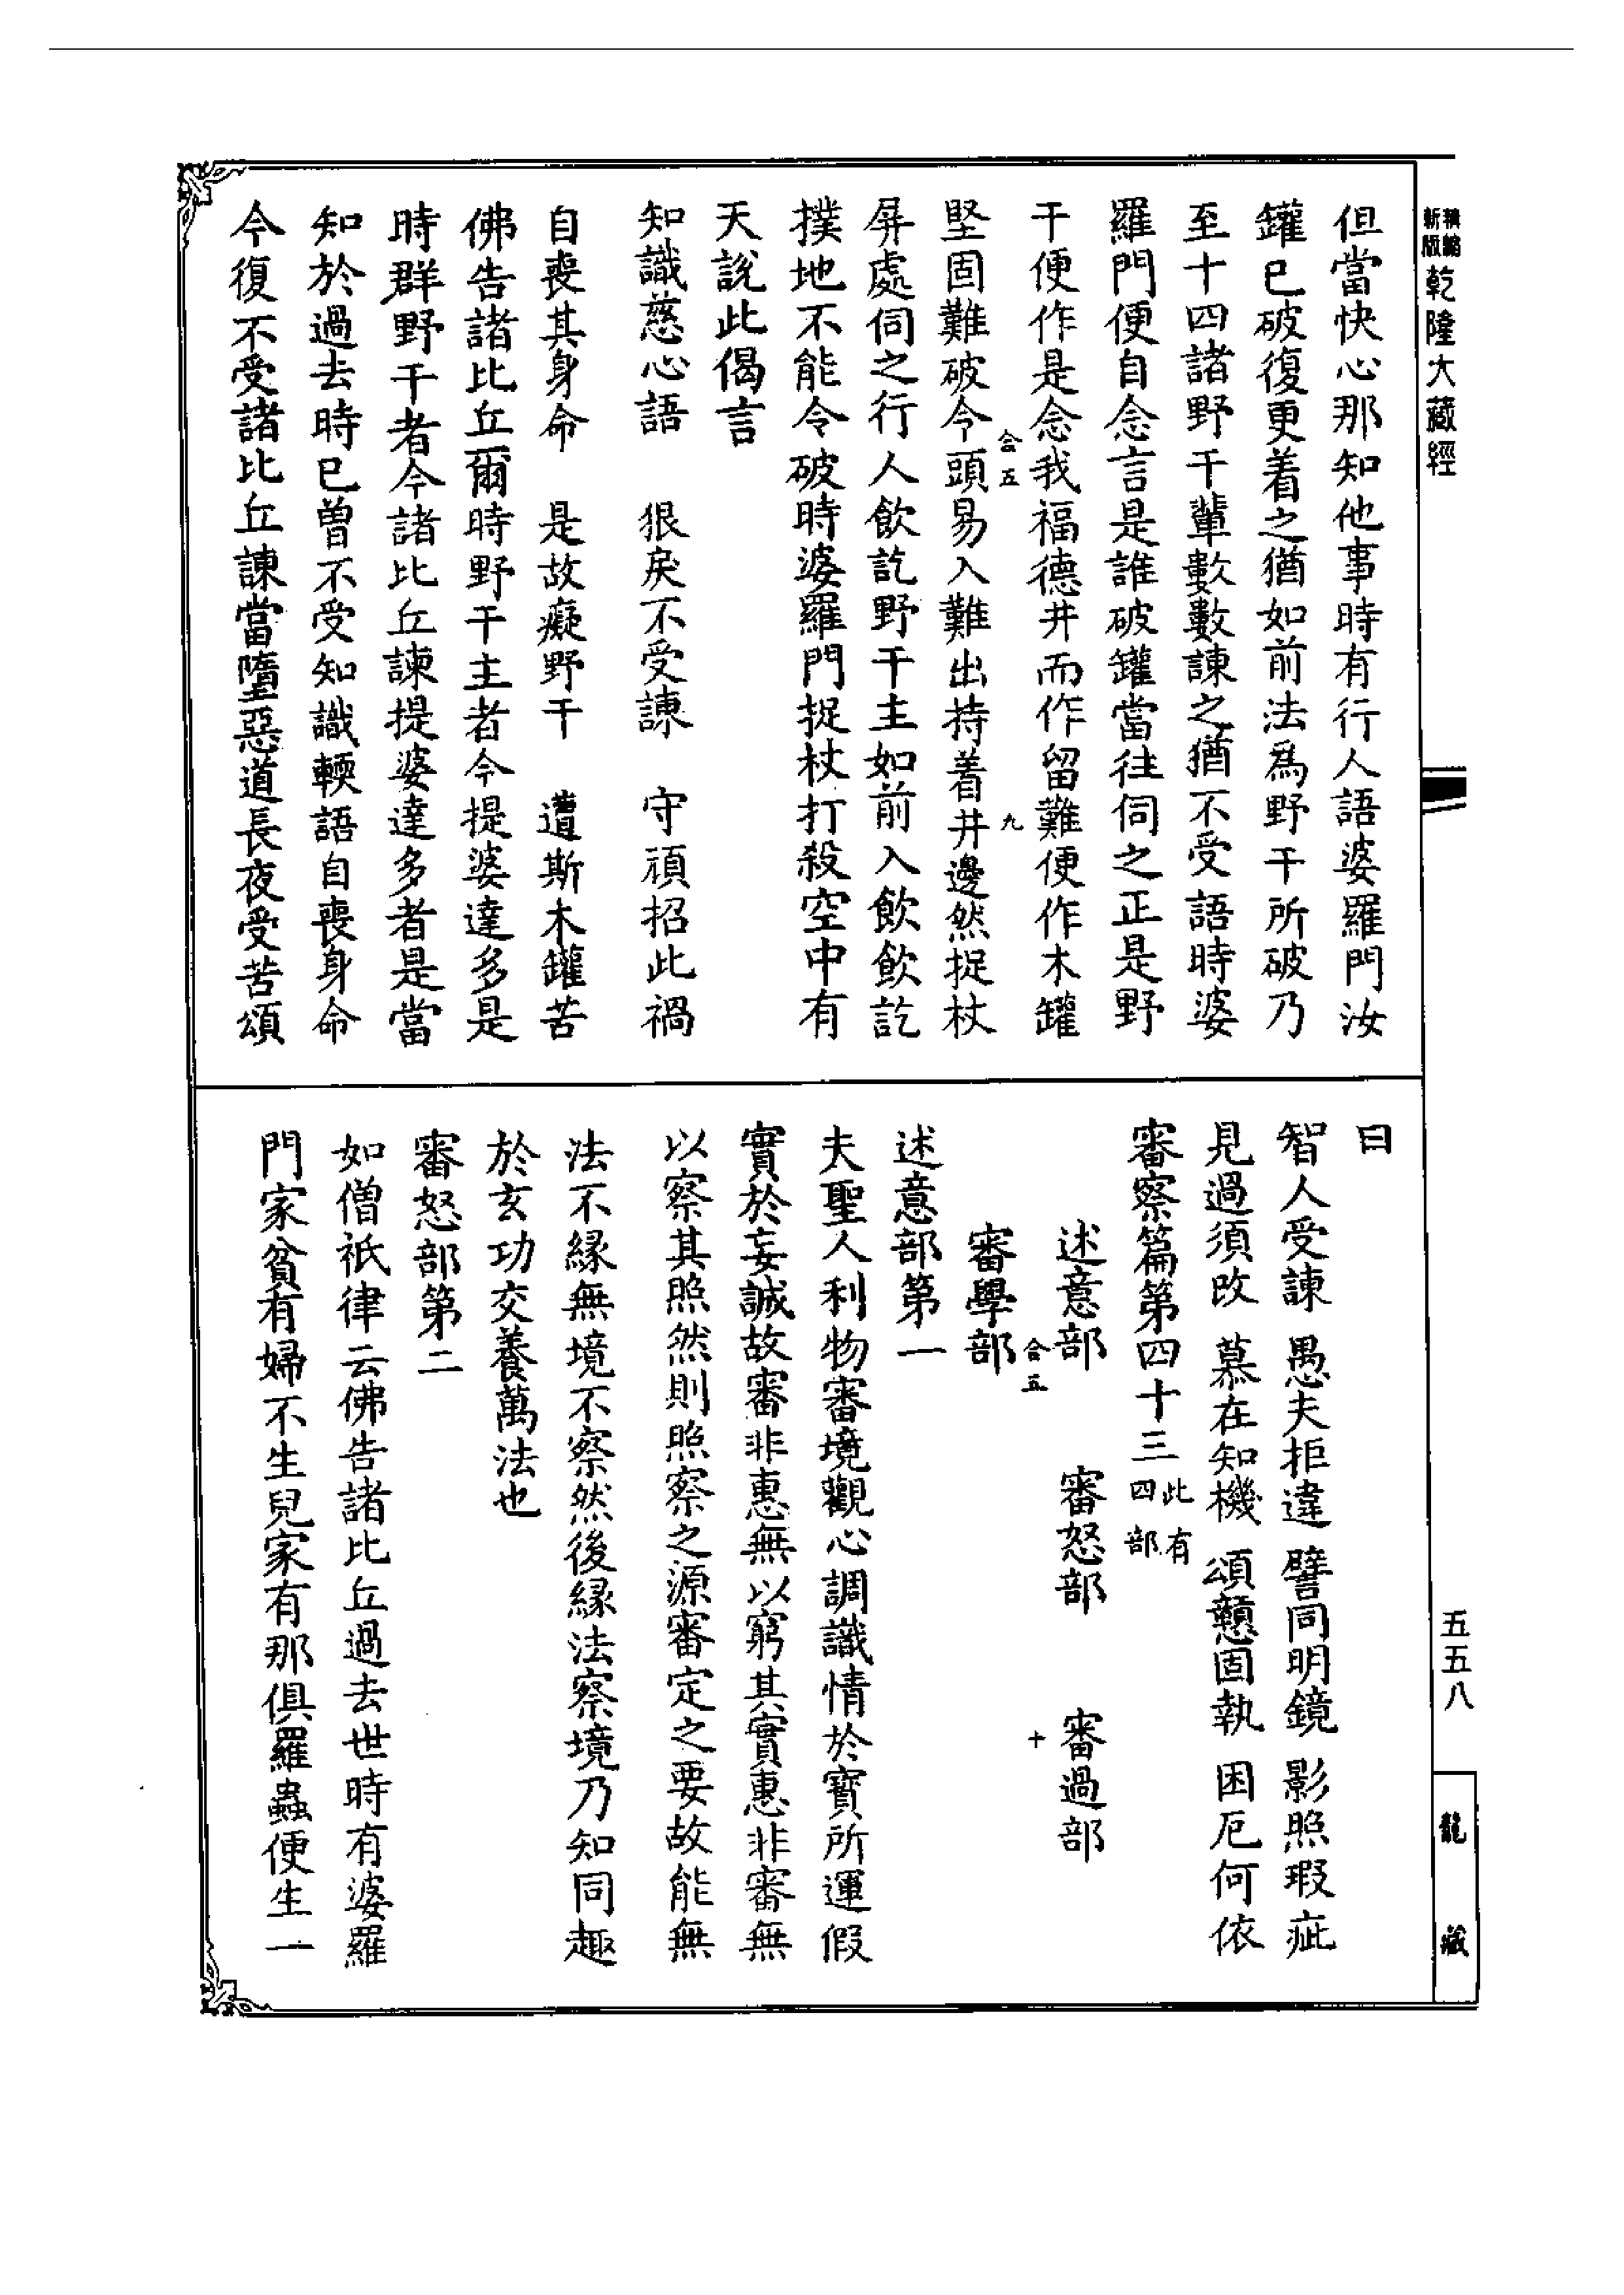 新版精編乾隆大藏經
但當快心那知他事時有行人語婆羅門汝
罐已破復更着之猶如前法為野干所破乃
至十四諸野干輩數數諫之猶不受語時婆
羅門便自念言是誰破罐當往伺之正是野
干便作是念我福德井而作留難便作木罐
合五
九
堅固難破今頭易入難出持着井邊然捉杖
屏處伺之行人飲訖野干主如前入飲飲訖
撲地不能令破時婆羅門捉杖打殺空中有
天說此偈言
知識慈心語 狠戾不受諫 守頑招此禍
自喪其身命 是故癡野干 遭斯木罐苦
佛告諸比丘爾時野干主者今提婆達多是
時群野干者今諸比丘諫提婆達多者是當
知於過去時已曾不受知識輭語自喪身命
今復不受諸比丘諫當墮惡道長夜受苦頌
曰
智人受諫 愚夫拒違 譬同明鏡 影照瑕疵
見過須改 慕在知機 頌戇固執 困厄何依
審察篇第四十三此有四部
述意部 審怒部 審過部
合五
十
審學部
述意部第一
夫聖人利物審境觀心調識情於寶所運假
實於妄誠故審非惠無以窮其實惠非審無
以察其照然則照察之源審定之要故能無
法不緣無境不察然後緣法察境乃知同趣
於玄功交養萬法也
審怒部第二
如僧祇律云佛告諸比丘過去世時有婆羅
門家貧有婦不生兒家有那俱羅蟲便生一
五五八
龍藏